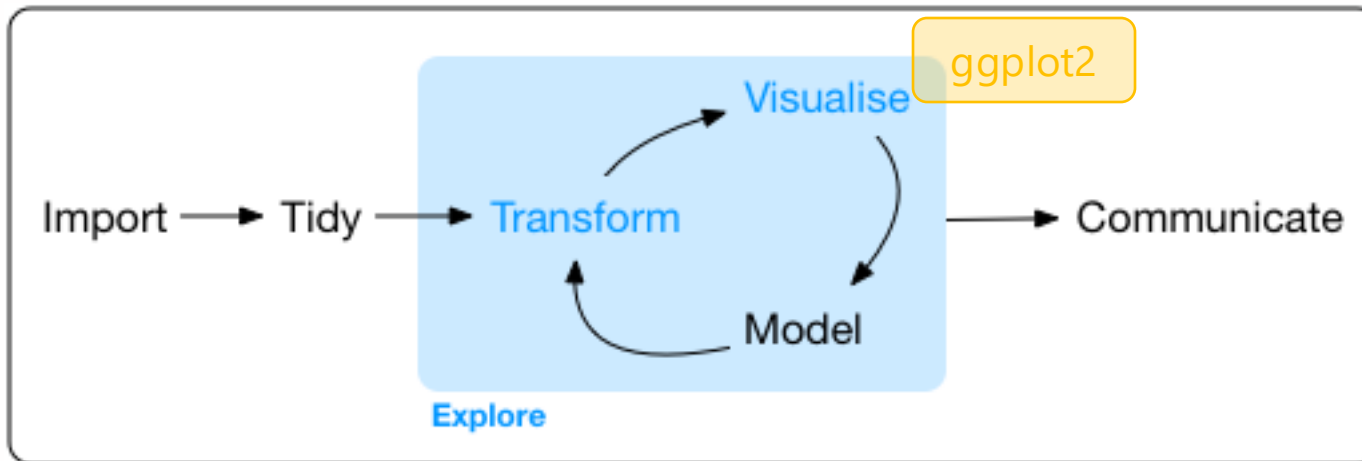 ggplot2
Visualise
Import
Tidy
Transform
Communicate
Model
Explore